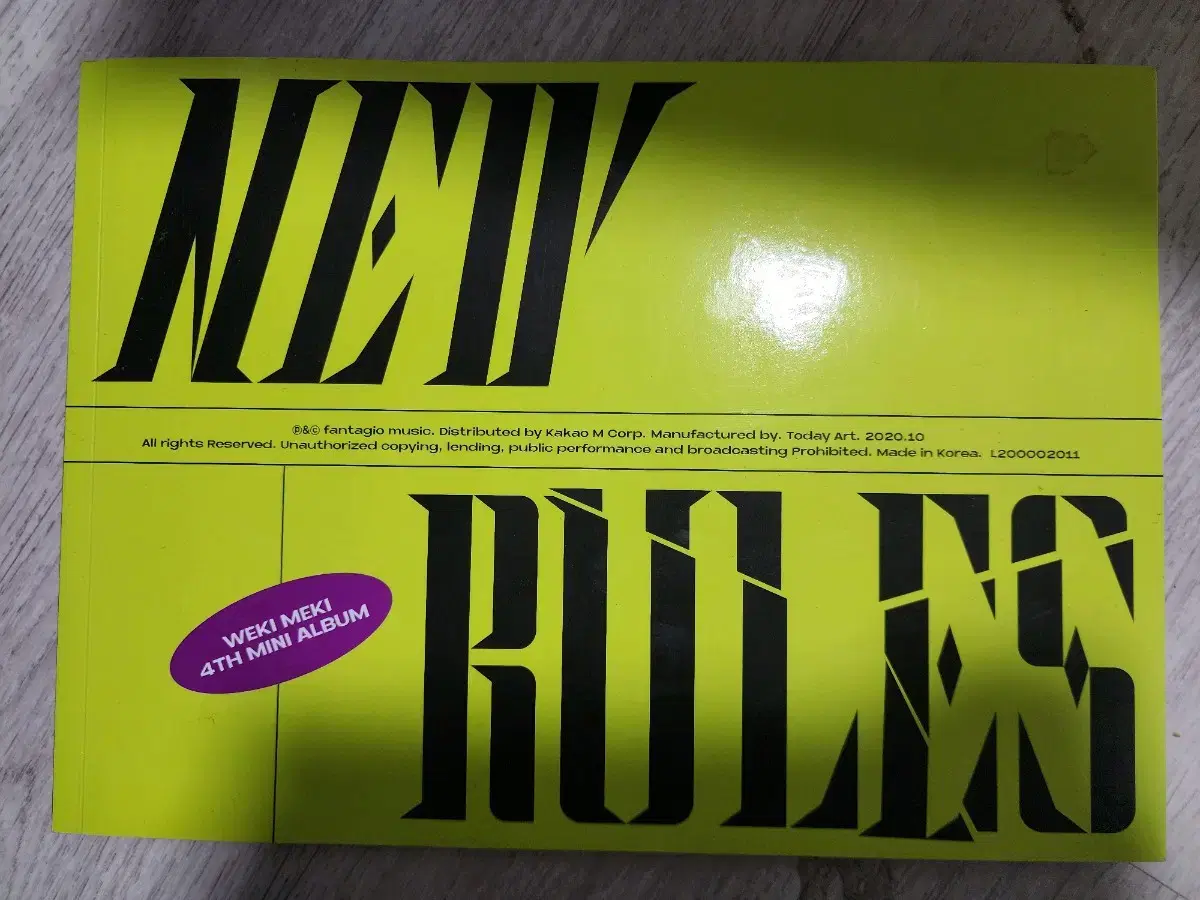 NEW
℗&© fantagio music. Distributed by Kakao M Corp. Manufactured by. Today Art. 2020.10
All rights Reserved. Unauthorized copying, lending, public performance and broadcasting Prohibited. Made in Korea. L200002011
RULES
WEKI MEKI
4TH MINI ALBUM